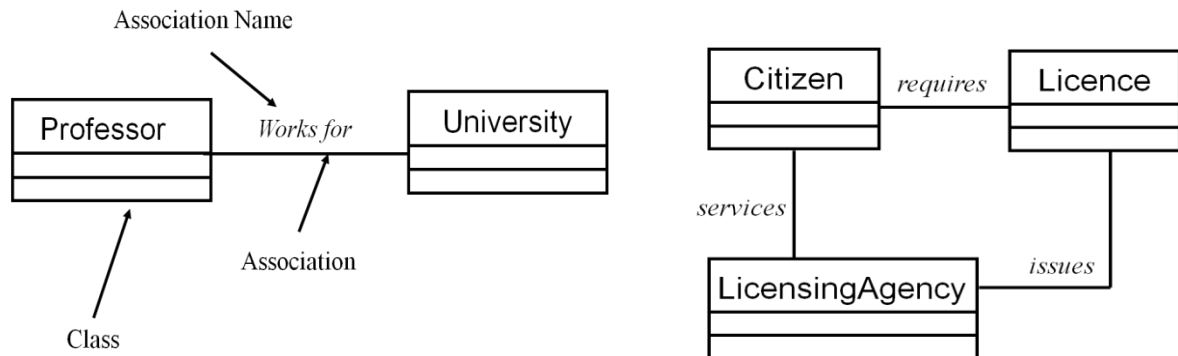 Association Name
Professor
Works for
University
Association
Class
Citizen
requires
Licence
services
issues
LicensingAgency